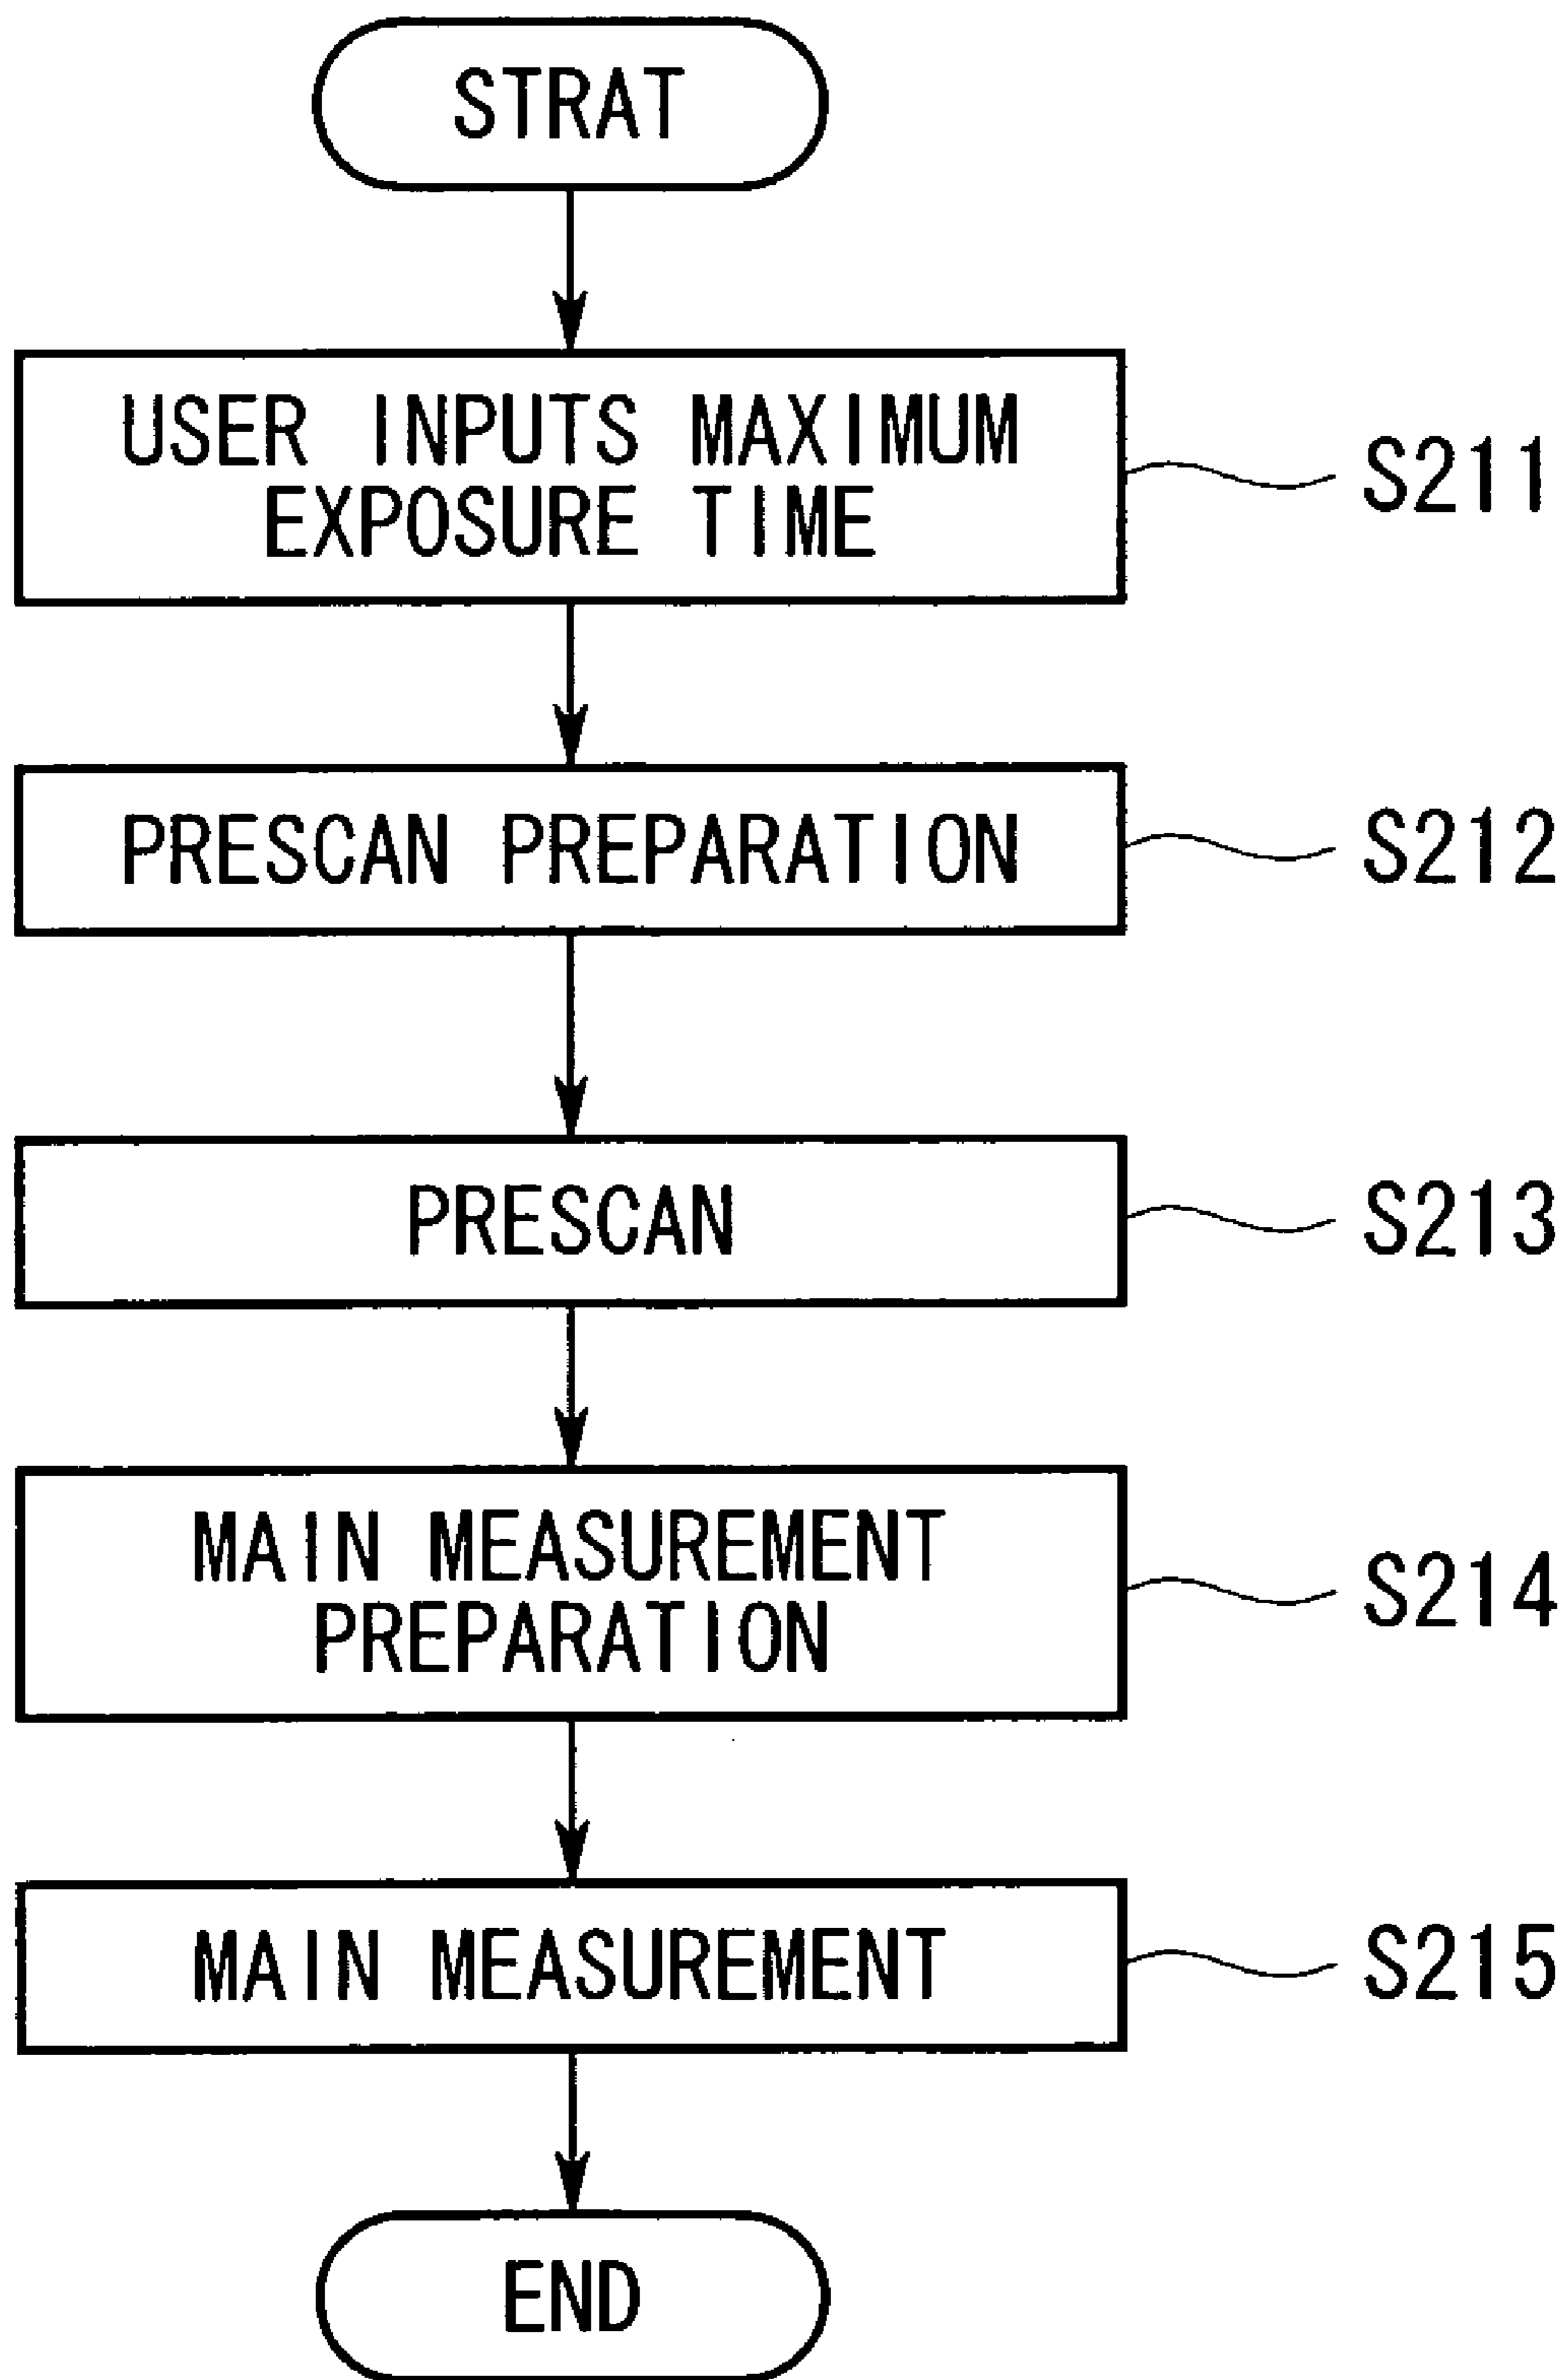 STRAT
USER INPUTS MAXIMUM
EXPOSURE TIME
S211
PRESCAN PREPARATION
S212
PRESCAN
S213
MAIN MEASUREMENT
PREPARATION
S214
MAIN MEASUREMENT
S215
END